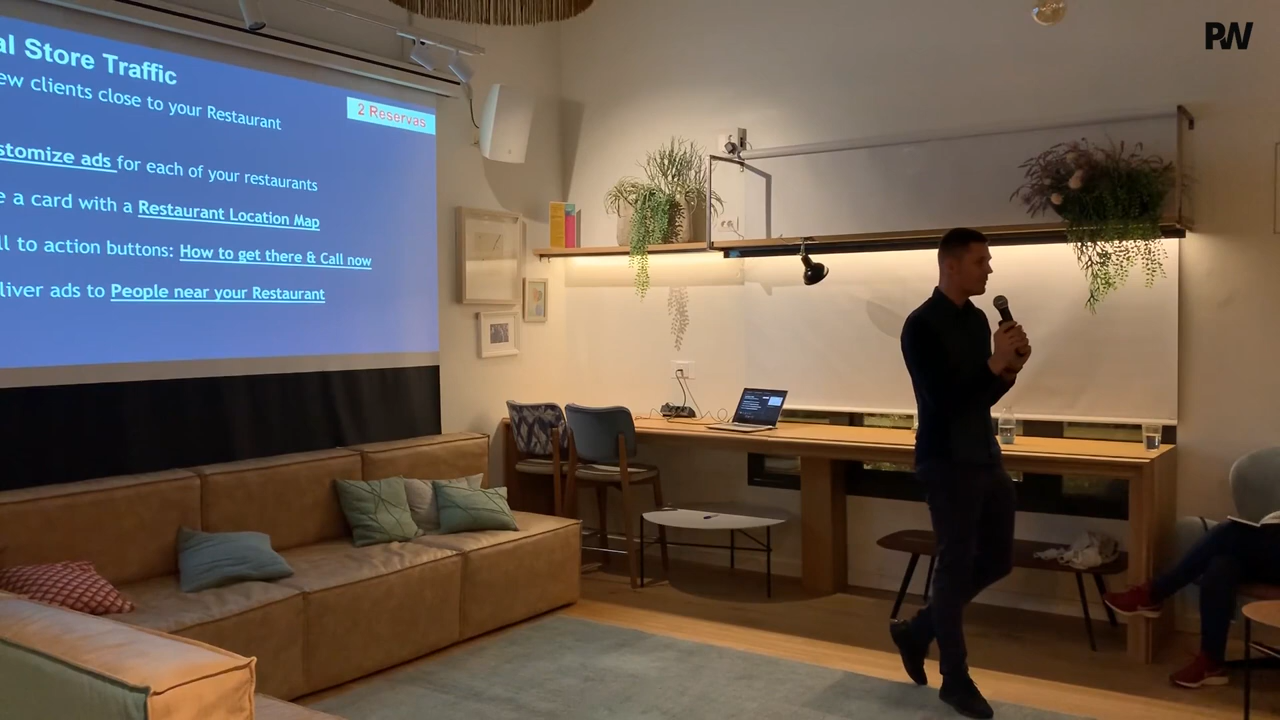 al Store Traffic
ew clients close to your Restaurant
2 Reservas
stomize ads for each of your restaurants
e a card with a Restaurant Location Map
ll to action buttons: How to get there & Call now
liver ads to People near your Restaurant
RW